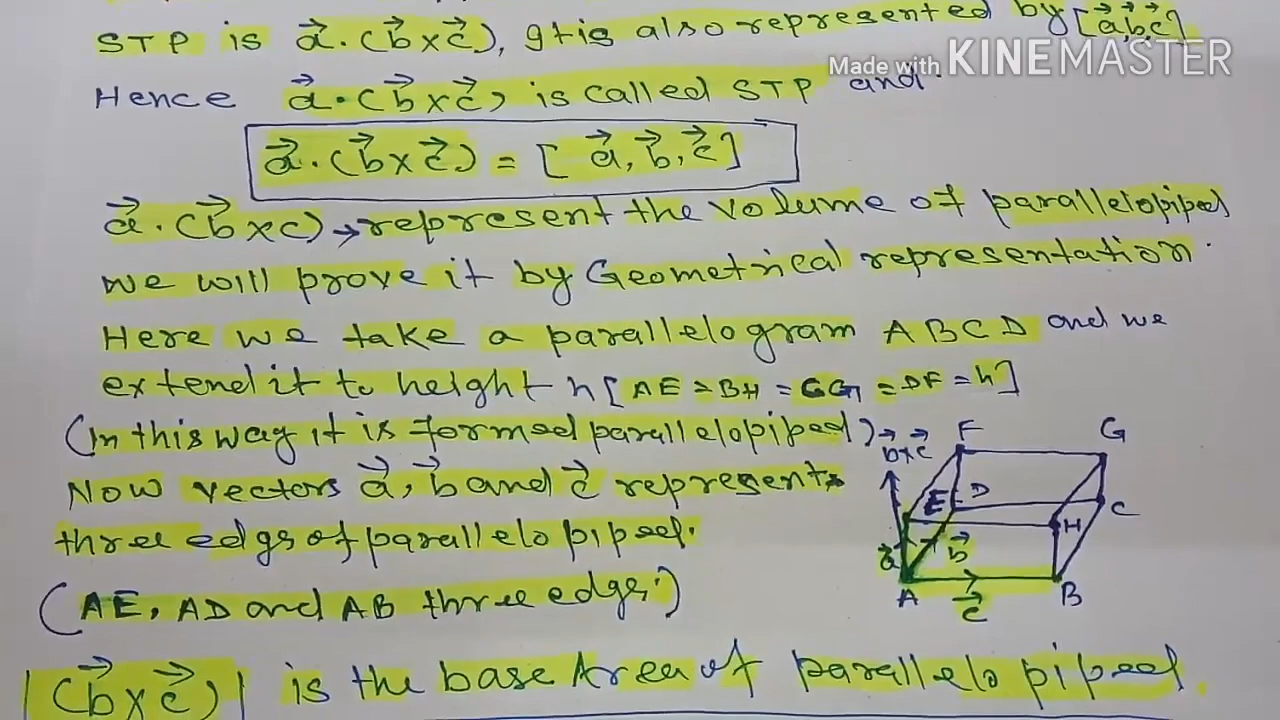 STP is a⃗.(b⃗×c⃗), It is also represented by [a⃗,b⃗,c⃗]
Made with KINEMASTER
Hence a⃗.(b⃗×c⃗) is called STP and.
a⃗.(b⃗×c⃗) = [a⃗,b⃗,c⃗]
a⃗.(b⃗×c) → represent the volume of parallelopiped
we will prove it by Geometrical representation.
Here we take a parallelogram ABCD and we
extend it to height h [AE = BH = CG = DF = h]
(In this way it is formed parallelopiped)
Now vectors a⃗, b⃗ and c⃗ represents
three edgs of parallelopiped.
(AE, AD and AB three edgs.)
b⃗×c⃗
F
G
E
D
H
C
a⃗
b⃗
A
c⃗
B
|(b⃗×c⃗)| is the base Area of parallelopiped.